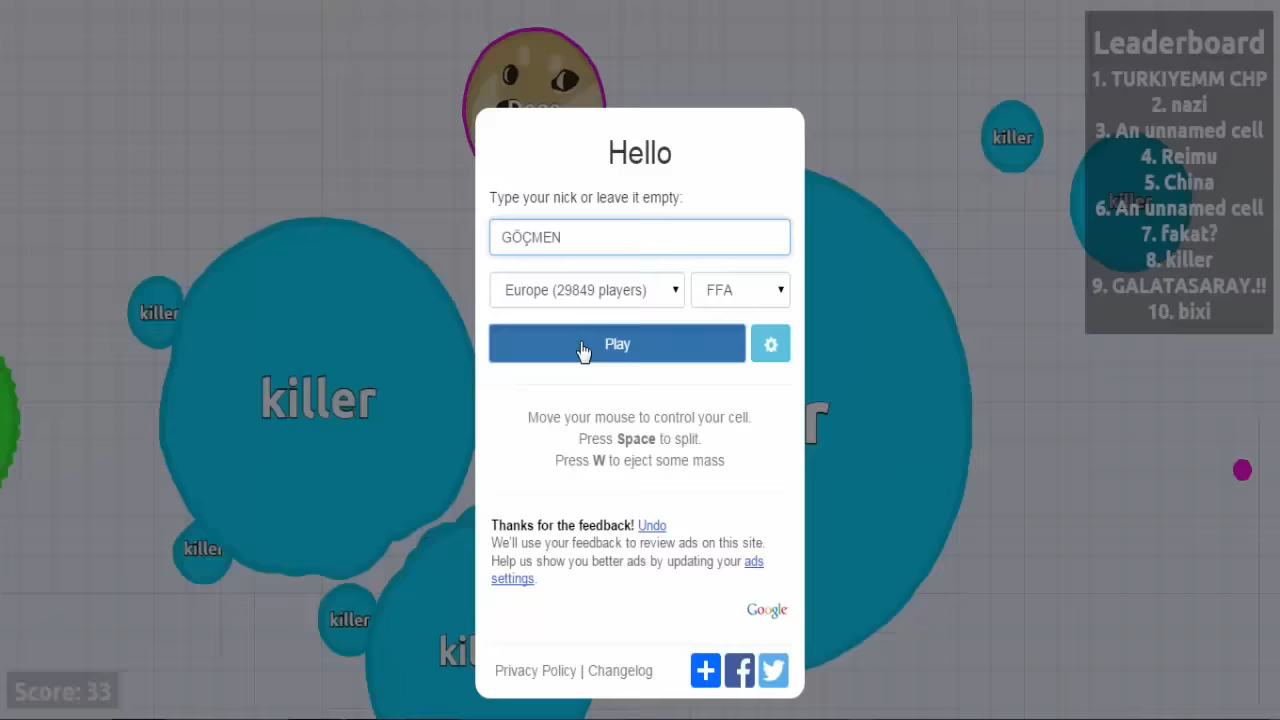 Leaderboard
1. TURKIYEMM CHP
2. nazi
3. An unnamed cell
4. Reimu
5. China
6. An unnamed cell
7. fakat?
8. killer
9. GALATASARAY.!!
10. bixi
killer
killer
Doge
Hello
Type your nick or leave it empty:
GÖÇMEN
Europe (29849 players)
FFA
Play
Move your mouse to control your cell.
Press Space to split.
Press W to eject some mass
Thanks for the feedback! Undo
We'll use your feedback to review ads on this site.
Help us show you better ads by updating your ads
settings.
Google
Privacy Policy | Changelog
killer
killer
killer
killer
kil
r
Score: 33